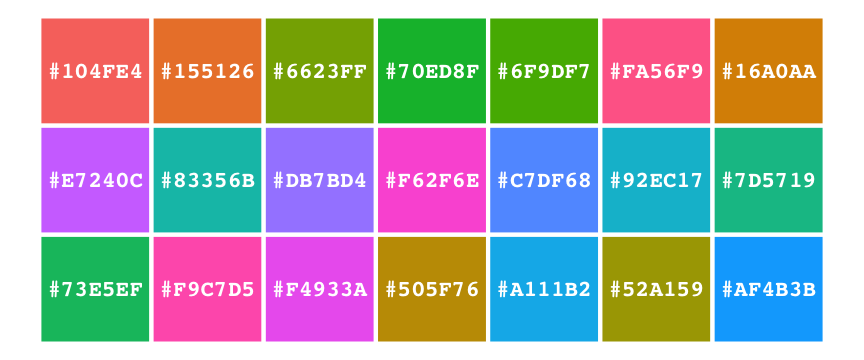 #104FE4 #155126 #6623FF #70ED8F #6F9DF7 #FA56F9 #16A0AA
#E7240C #83356B #DB7BD4 #F62F6E #C7DF68 #92EC17 #7D5719
#73E5EF #F9C7D5 #F4933A #505F76 #A111B2 #52A159 #AF4B3B